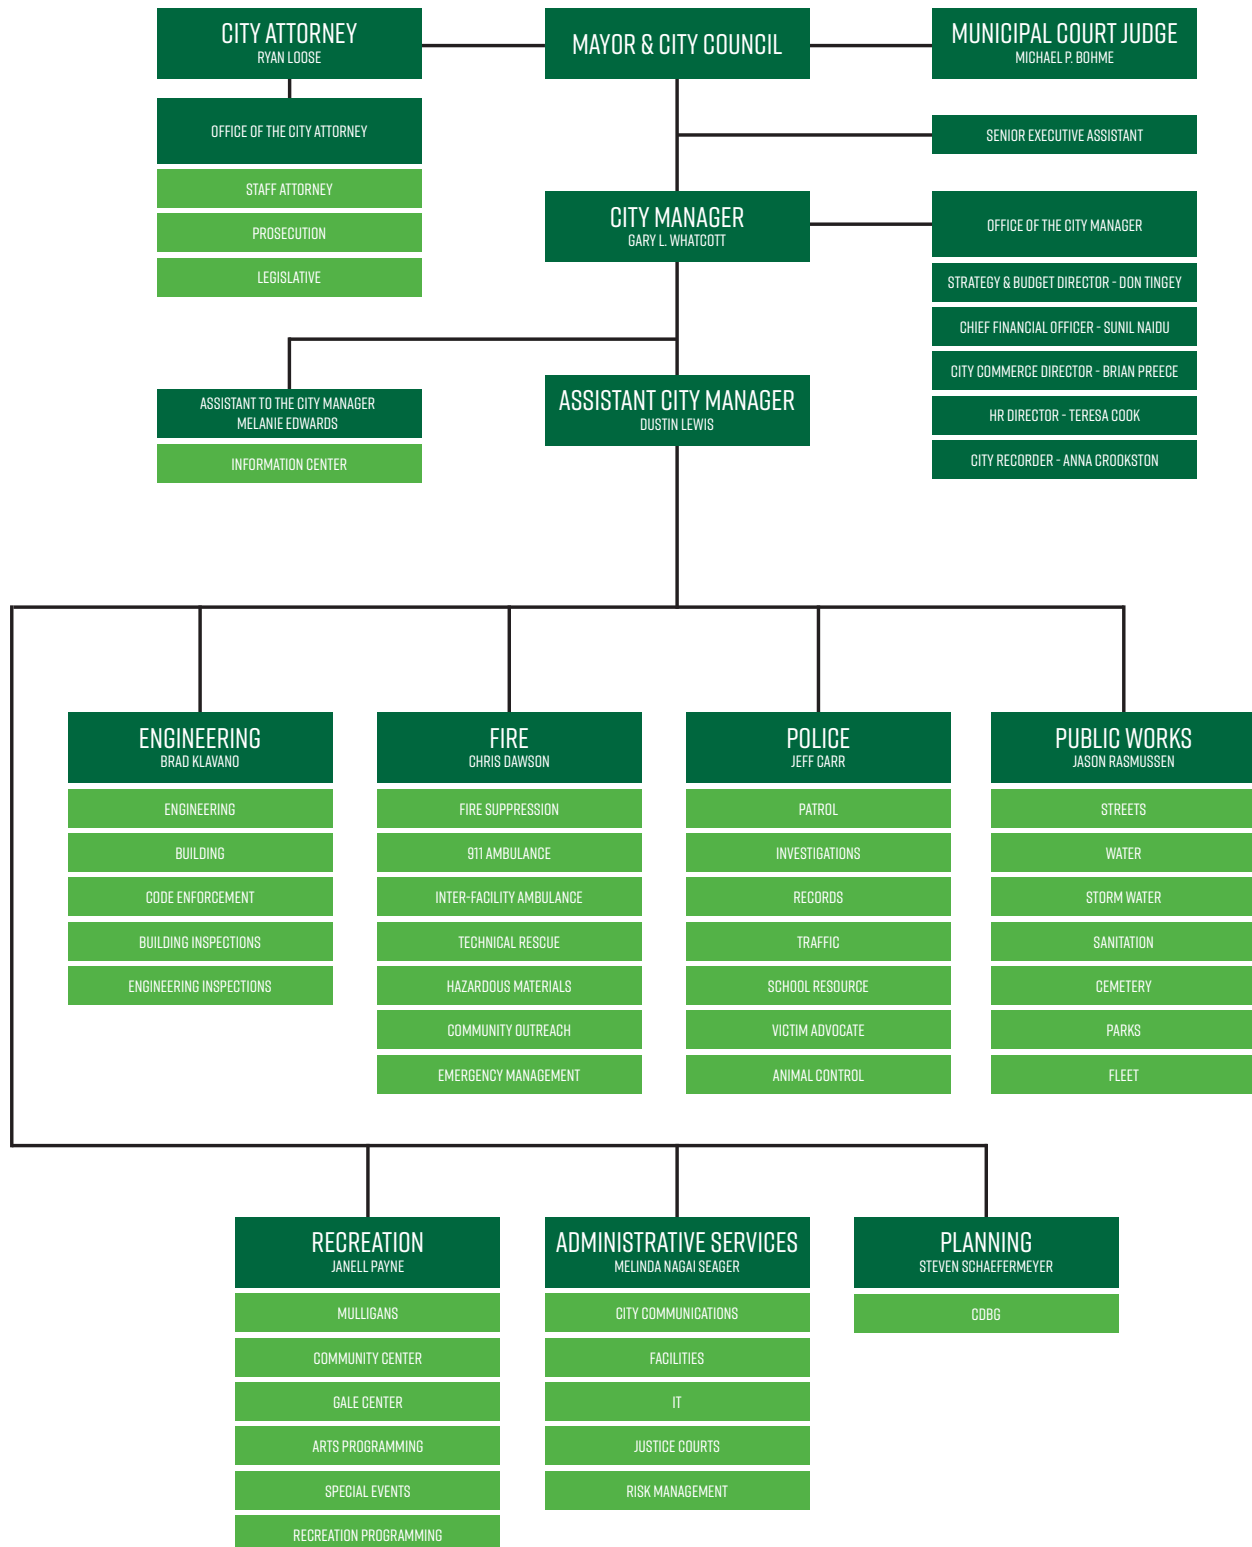 CITY ATTORNEY
RYAN LOOSE
MAYOR & CITY COUNCIL
MUNICIPAL COURT JUDGE
MICHAEL P. BOHME
OFFICE OF THE CITY ATTORNEY
STAFF ATTORNEY
PROSECUTION
LEGISLATIVE
SENIOR EXECUTIVE ASSISTANT
CITY MANAGER
GARY L. WHATCOTT
OFFICE OF THE CITY MANAGER
STRATEGY & BUDGET DIRECTOR - DON TINGEY
CHIEF FINANCIAL OFFICER - SUNIL NAIDU
CITY COMMERCE DIRECTOR - BRIAN PREECE
HR DIRECTOR - TERESA COOK
CITY RECORDER - ANNA CROOKSTON
ASSISTANT TO THE CITY MANAGER
MELANIE EDWARDS
INFORMATION CENTER
ASSISTANT CITY MANAGER
DUSTIN LEWIS
ENGINEERING
BRAD KLAVANO
ENGINEERING
BUILDING
CODE ENFORCEMENT
BUILDING INSPECTIONS
ENGINEERING INSPECTIONS
FIRE
CHRIS DAWSON
FIRE SUPPRESSION
911 AMBULANCE
INTER-FACILITY AMBULANCE
TECHNICAL RESCUE
HAZARDOUS MATERIALS
COMMUNITY OUTREACH
EMERGENCY MANAGEMENT
POLICE
JEFF CARR
PATROL
INVESTIGATIONS
RECORDS
TRAFFIC
SCHOOL RESOURCE
VICTIM ADVOCATE
ANIMAL CONTROL
PUBLIC WORKS
JASON RASMUSSEN
STREETS
WATER
STORM WATER
SANITATION
CEMETERY
PARKS
FLEET
RECREATION
JANELL PAYNE
MULLIGANS
COMMUNITY CENTER
GALE CENTER
ARTS PROGRAMMING
SPECIAL EVENTS
RECREATION PROGRAMMING
ADMINISTRATIVE SERVICES
MELINDA NAGAI SEAGER
CITY COMMUNICATIONS
FACILITIES
IT
JUSTICE COURTS
RISK MANAGEMENT
PLANNING
STEVEN SCHAEFERMEYER
CDBG